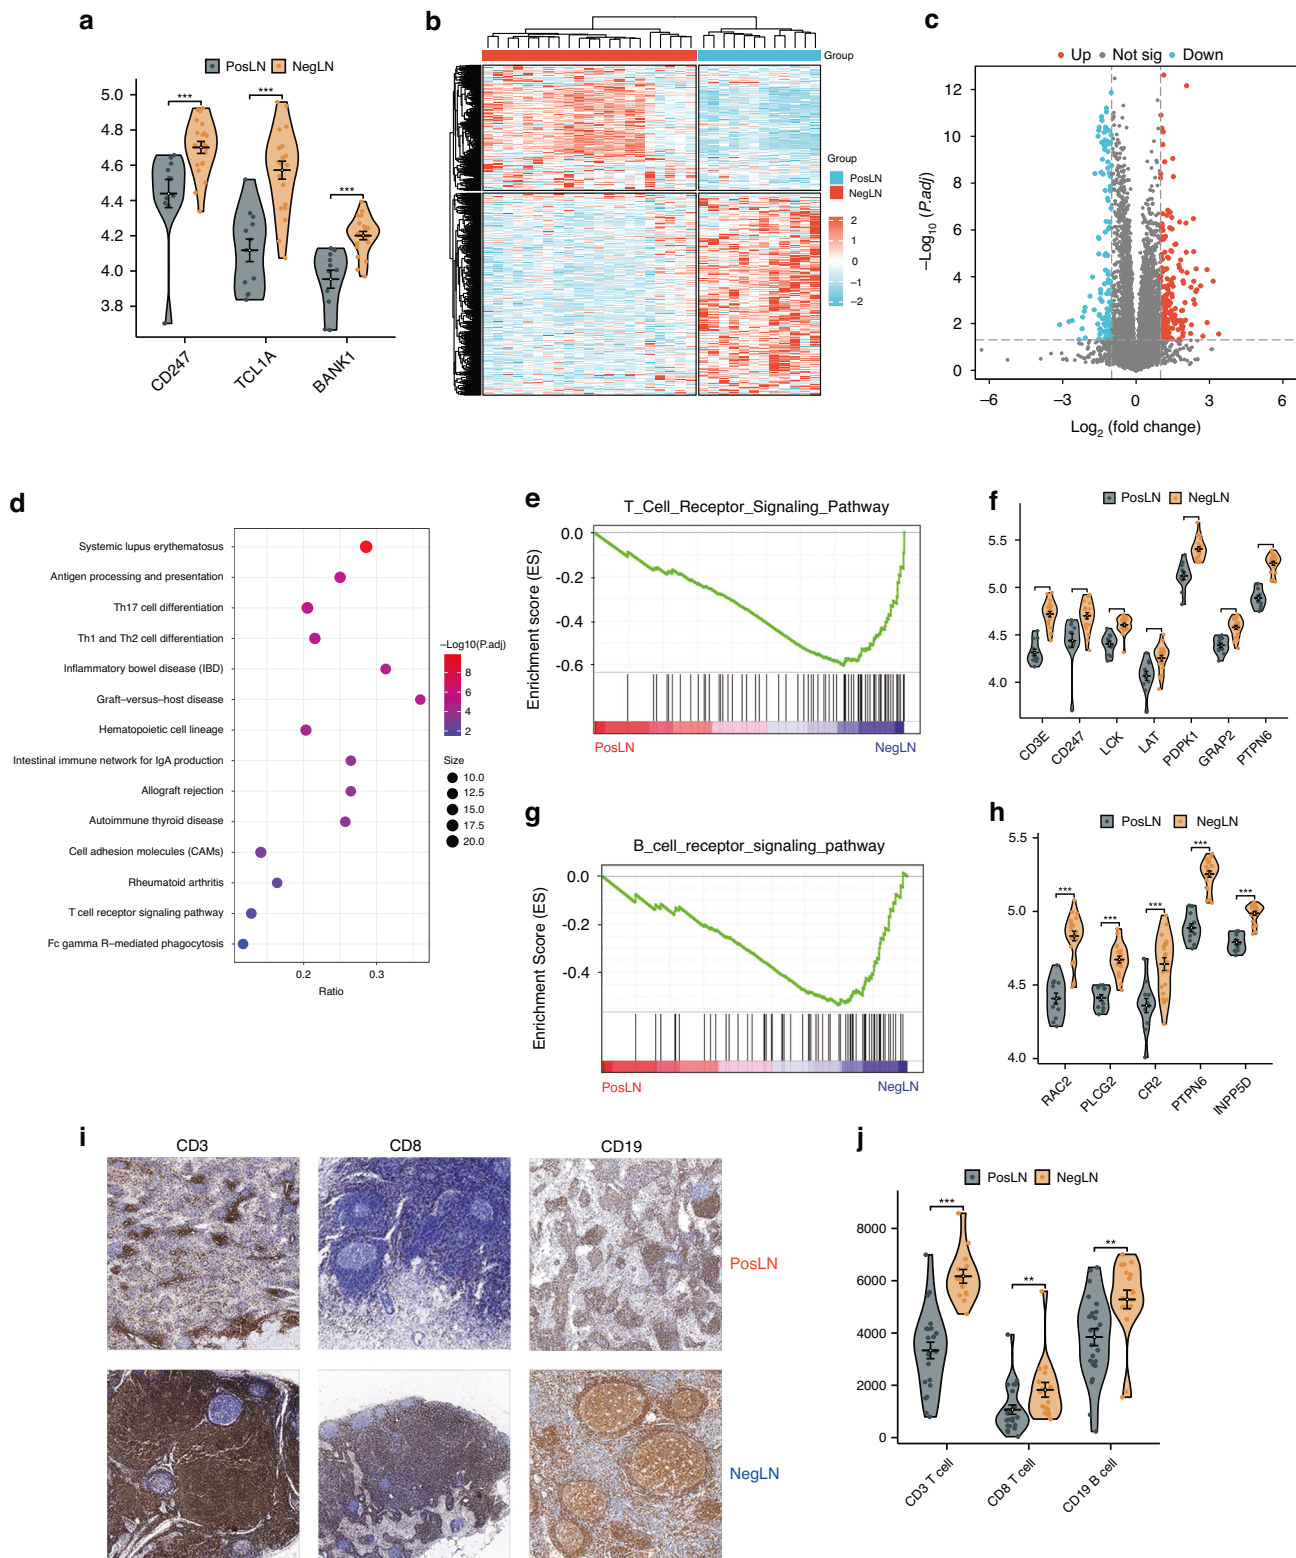 a
PosLN NegLN
*** *** ***
5.0
4.8
4.6
4.4
4.2
4.0
3.8
CD247 TCL1A BANK1
b
Group
Group
PosLN
NegLN
2
1
0
−1
−2
c
Up Not sig Down
−Log10 (P.adj)
12
10
8
6
4
2
0
−6 −3 0 3 6
Log2 (fold change)
d
Systemic lupus erythematosus
Antigen processing and presentation
Th17 cell differentiation
Th1 and Th2 cell differentiation
Inflammatory bowel disease (IBD)
Graft−versus−host disease
Hematopoietic cell lineage
Intestinal immune network for IgA production
Allograft rejection
Autoimmune thyroid disease
Cell adhesion molecules (CAMs)
Rheumatoid arthritis
T cell receptor signaling pathway
Fc gamma R−mediated phagocytosis
0.2 0.3
Ratio
−Log10(P.adj)
8
6
4
2
Size
10.0
12.5
15.0
17.5
20.0
e
T_Cell_Receptor_Signaling_Pathway
Enrichment score (ES)
0.0
-0.2
-0.4
-0.6
PosLN NegLN
f
PosLN NegLN
5.5
5.0
4.5
4.0
CD3E CD247 LCK LAT PDPK1 GRAP2 PTPN6
g
B_cell_receptor_signaling_pathway
Enrichment Score (ES)
0.0
-0.2
-0.4
PosLN NegLN
h
PosLN NegLN
*** *** *** *** ***
5.5
5.0
4.5
4.0
RAC2 PLCG2 CR2 PTPN6 INPP5D
i
CD3 CD8 CD19
PosLN
NegLN
j
PosLN NegLN
*** ** **
8000
6000
4000
2000
0
CD3 T cell CD8 T cell CD19 B cell